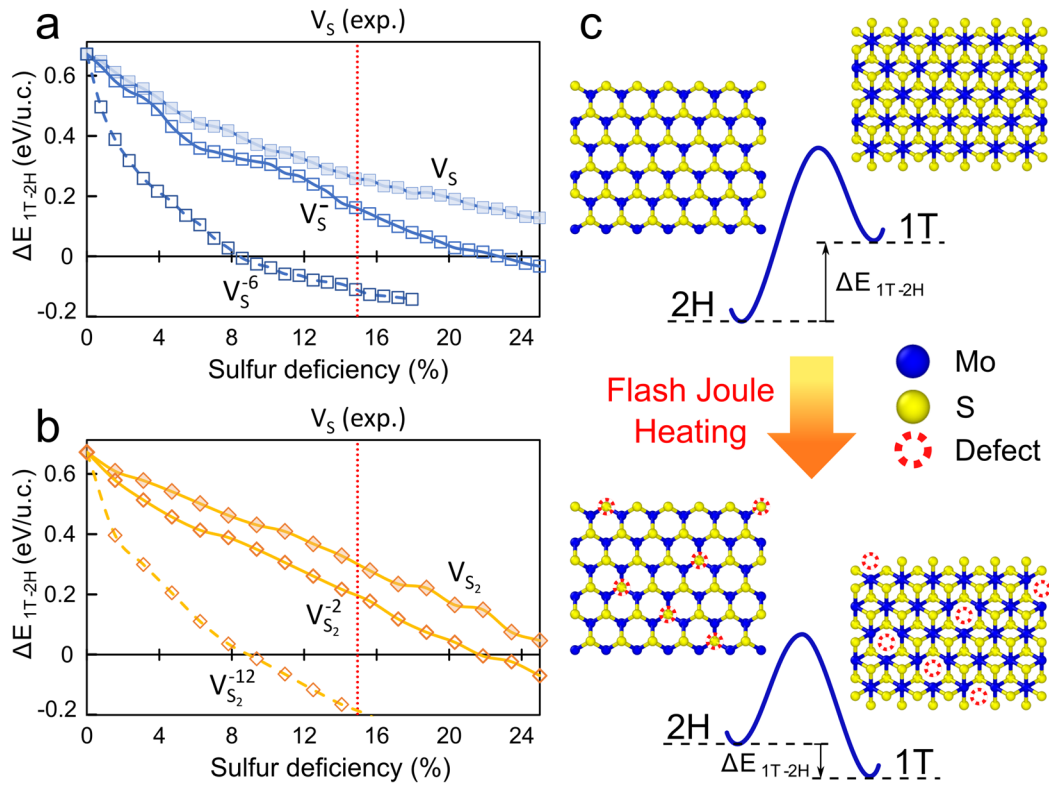 a
V_S (exp.)
ΔE_1T-2H (eV/u.c.)
0.6
0.4
0.2
0
-0.2
V_S
V_S^-
V_S^-6
0 4 8 12 16 20 24
Sulfur deficiency (%)
b
V_S (exp.)
ΔE_1T-2H (eV/u.c.)
0.6
0.4
0.2
0
-0.2
V_S2
V_S2^-2
V_S2^-12
0 4 8 12 16 20 24
Sulfur deficiency (%)
c
1T
2H
ΔE_1T-2H
Flash Joule
Heating
Mo
S
Defect
2H
ΔE_1T-2H
1T